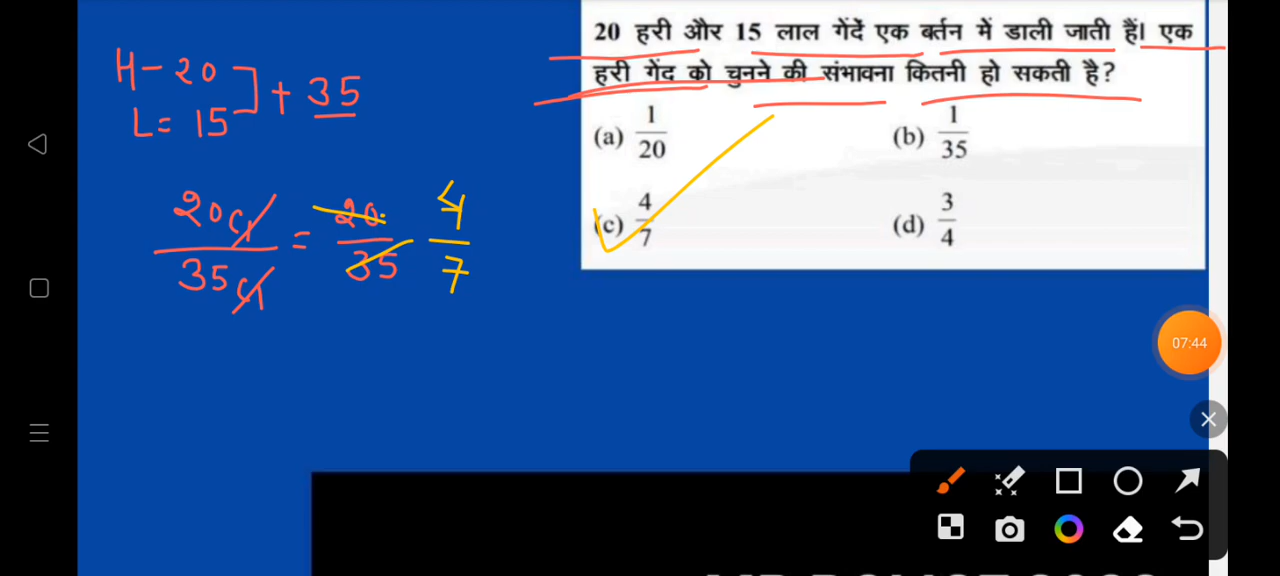 20 हरी और 15 लाल गेंदें एक बर्तन में डाली जाती हैं। एक
हरी गेंद को चुनने की संभावना कितनी हो सकती है?
(a) 1/20
(b) 1/35
(c) 4/7
(d) 3/4
H - 20
L = 15
+ 35
20C1/35C1 = 20/35 4/7
07:44